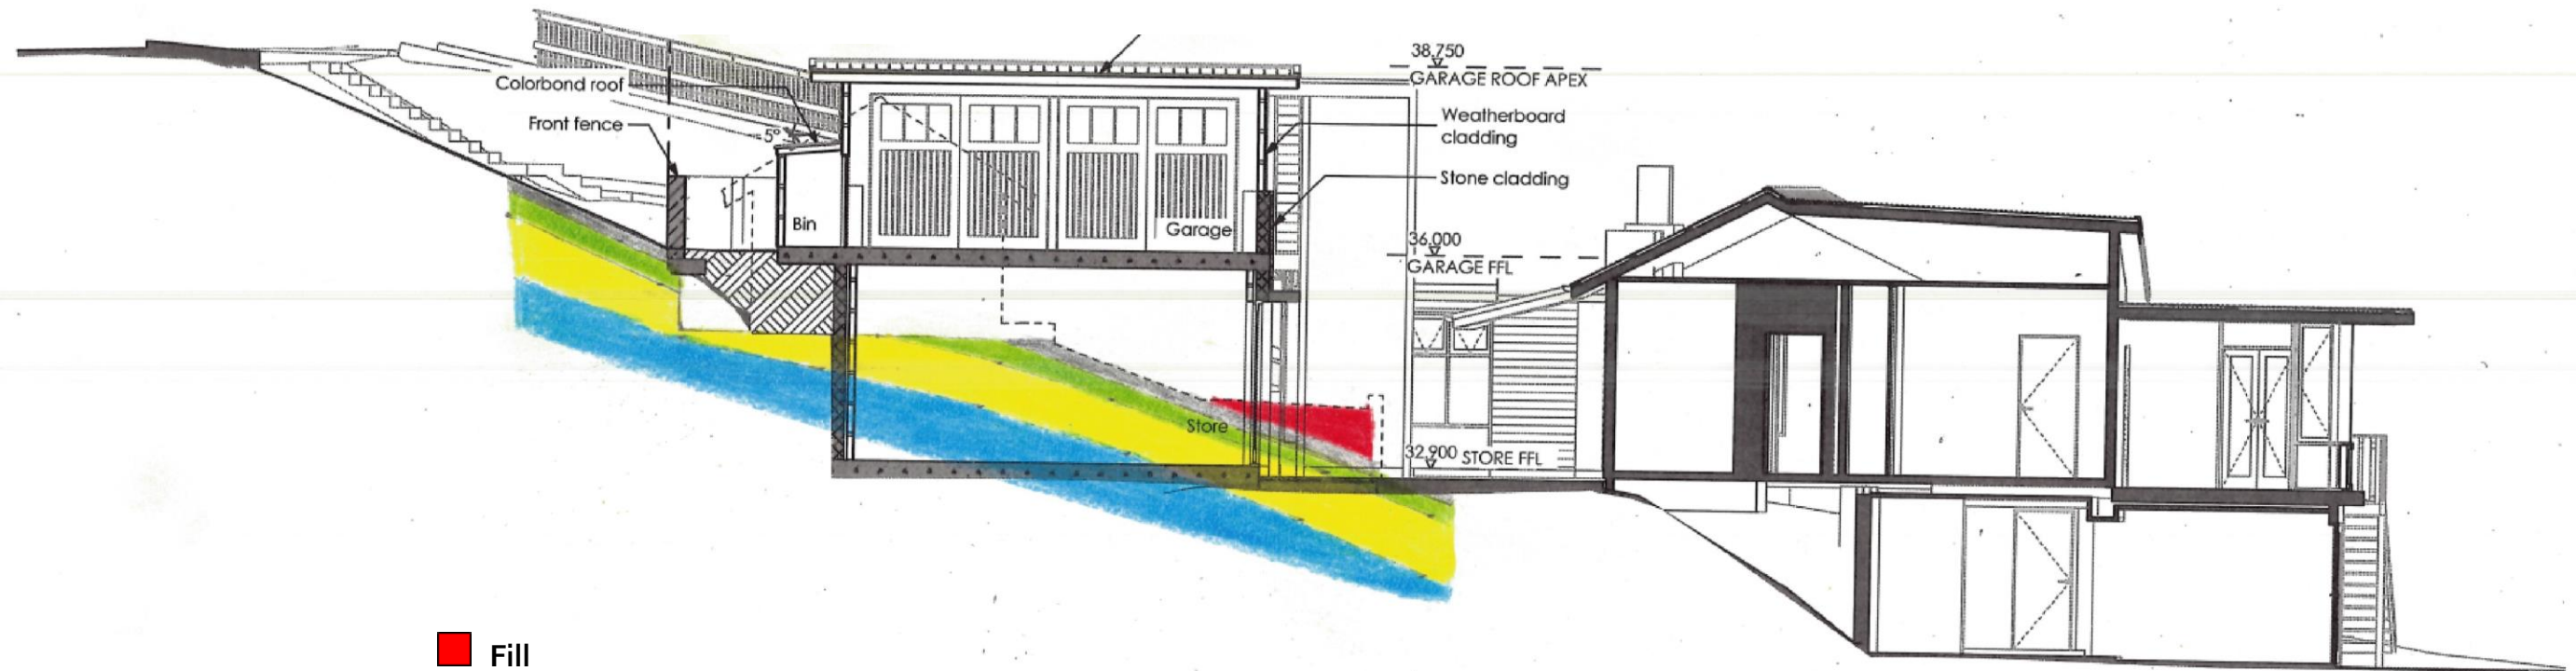 38.750
GARAGE ROOF APEX
Colorbond roof
Weatherboard
cladding
Front fence
5°
Stone cladding
Bin
Garage
36.000
GARAGE FFL
Store
32.900 STORE FFL
Fill